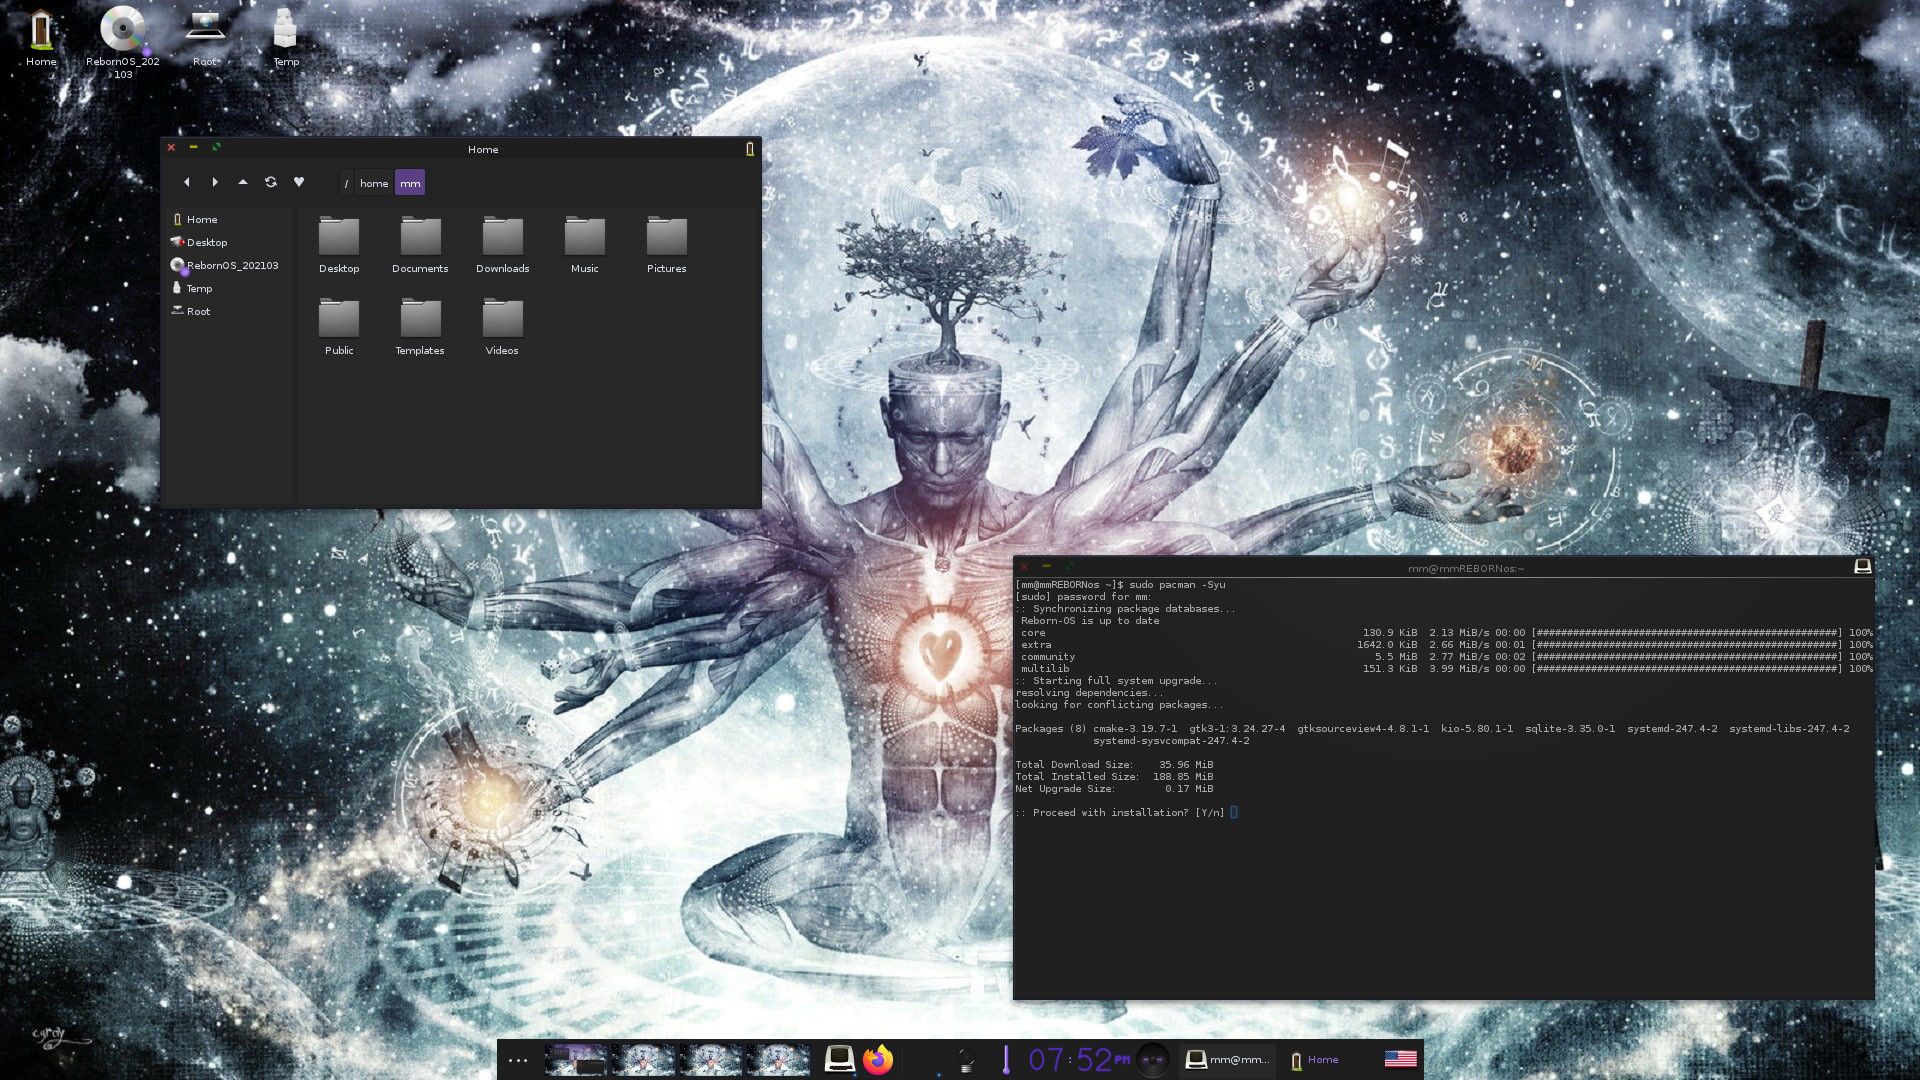 Home
RebornOS_202
103
Root
Temp
Home
/ home mm
Home
Desktop
RebornOS_202103
Temp
Root
Desktop Documents Downloads Music Pictures
Public Templates Videos
mm@mmREBORNos:~
[mm@mmREBORNos ~]$ sudo pacman -Syu
[sudo] password for mm:
:: Synchronizing package databases...
Reborn-OS is up to date
core 130.9 KiB 2.13 MiB/s 00:00 [##################################################] 100%
extra 1642.0 KiB 2.66 MiB/s 00:01 [##################################################] 100%
community 5.5 MiB 2.77 MiB/s 00:02 [##################################################] 100%
multilib 151.3 KiB 3.99 MiB/s 00:00 [##################################################] 100%
:: Starting full system upgrade...
resolving dependencies...
looking for conflicting packages...
Packages (8) cmake-3.19.7-1 gtk3-1:3.24.27-4 gtksourceview4-4.8.1-1 kio-5.80.1-1 sqlite-3.35.0-1 systemd-247.4-2 systemd-libs-247.4-2
systemd-sysvcompat-247.4-2
Total Download Size: 35.96 MiB
Total Installed Size: 188.85 MiB
Net Upgrade Size: 0.17 MiB
:: Proceed with installation? [Y/n]
... 07:52PM mm@mm... Home